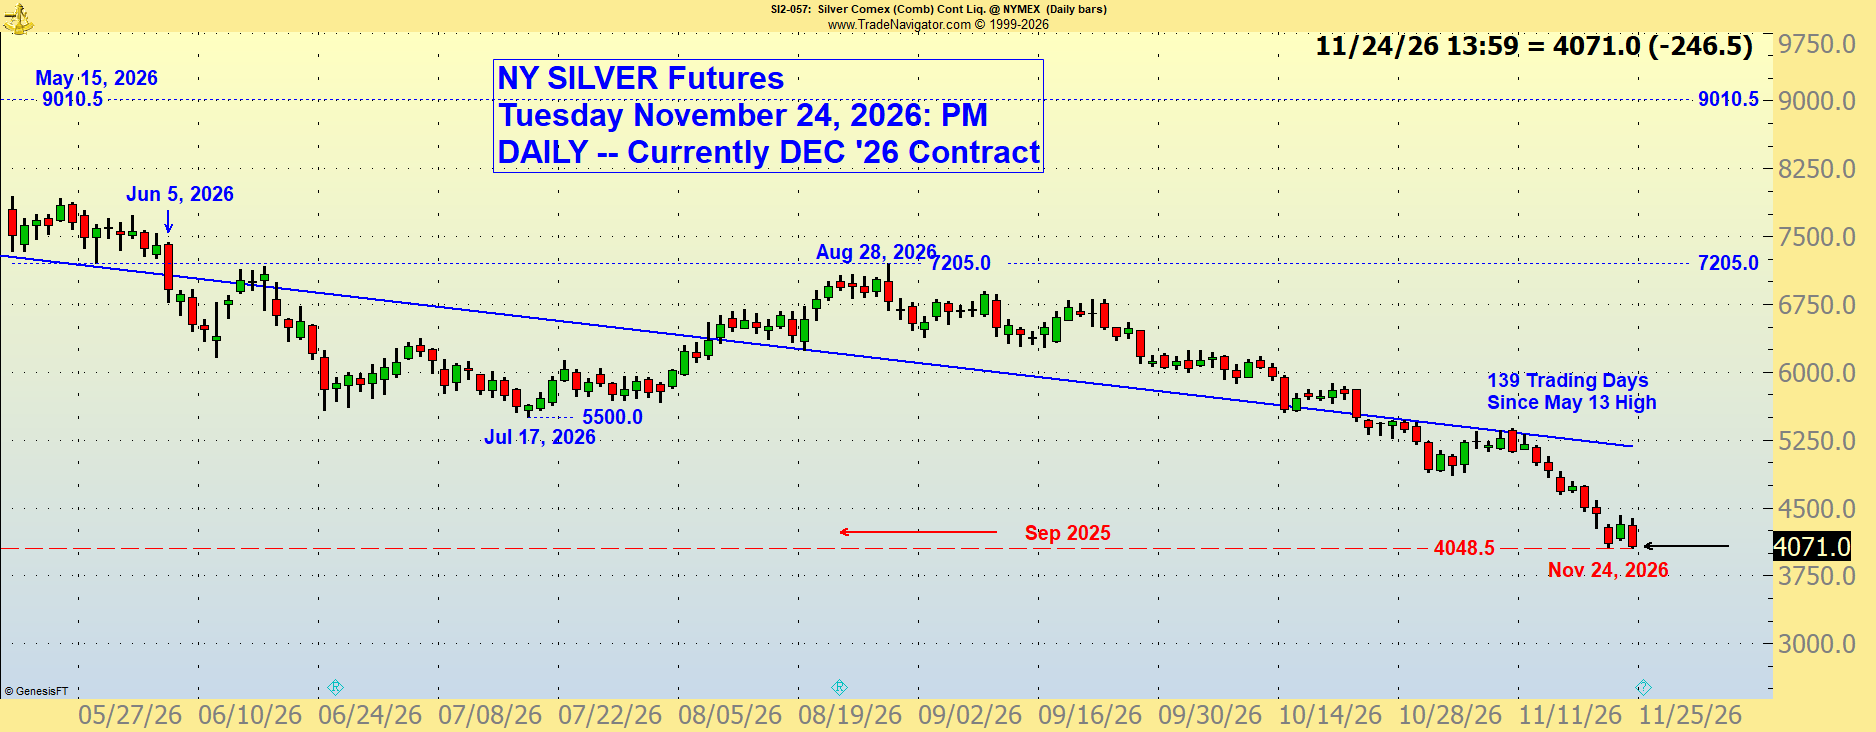 SI2-057: Silver Comex (Comb) Cont Liq. @ NYMEX (Daily bars)
www.TradeNavigator.com © 1999-2026
11/24/26 13:59 = 4071.0 (-246.5)
NY SILVER Futures
Tuesday November 24, 2026: PM
DAILY -- Currently DEC '26 Contract
May 15, 2026
9010.5
9010.5
Jun 5, 2026
Aug 28, 2026
7205.0
7205.0
5500.0
Jul 17, 2026
139 Trading Days
Since May 13 High
Sep 2025
4048.5
Nov 24, 2026
9750.0
9000.0
8250.0
7500.0
6750.0
6000.0
5250.0
4500.0
4071.0
3750.0
3000.0
R
R
?
© GenesisFT
05/27/26 06/10/26 06/24/26 07/08/26 07/22/26 08/05/26 08/19/26 09/02/26 09/16/26 09/30/26 10/14/26 10/28/26 11/11/26 11/25/26